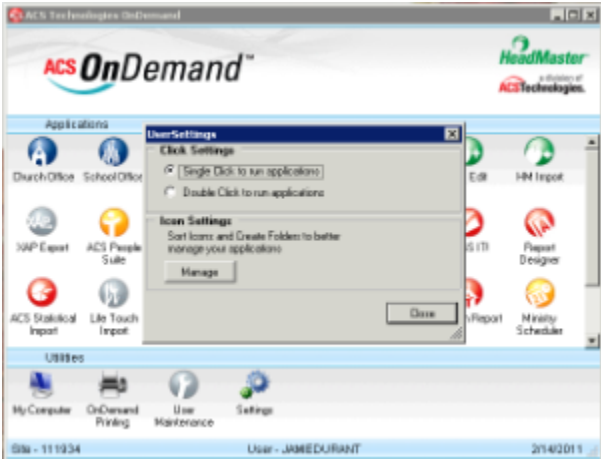 ACS Technologies OnDemand
ACS OnDemand™
HeadMaster
a division of
ACS Technologies.
Applications
UserSettings
Click Settings
Single Click to run applications
Double Click to run applications
Icon Settings
Sort Icons and Create Folders to better
manage your applications
Manage
Close
Church Office
School Office
Edit
HM Import
XAP Export
ACS People
Suite
Report
Designer
ACS Statistical
Import
Life Touch
Import
Report
Ministry
Scheduler
Utilities
My Computer
OnDemand
Printing
User
Maintenance
Settings
Site - 111934
User - JAMIEDURANT
2/14/2011